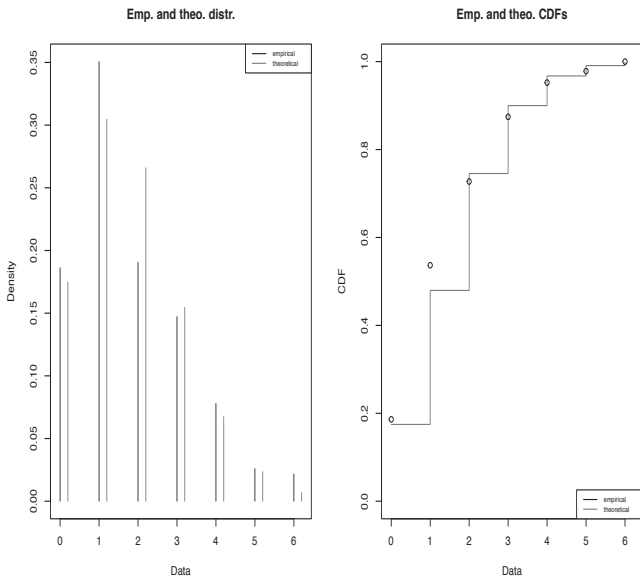 Emp. and theo. distr.
empirical
theoretical
Density
0.35
0.30
0.25
0.20
0.15
0.10
0.05
0.00
0 1 2 3 4 5 6
Data
Emp. and theo. CDFs
CDF
1.0
0.8
0.6
0.4
0.2
0.0
empirical
theoretical
0 1 2 3 4 5 6
Data